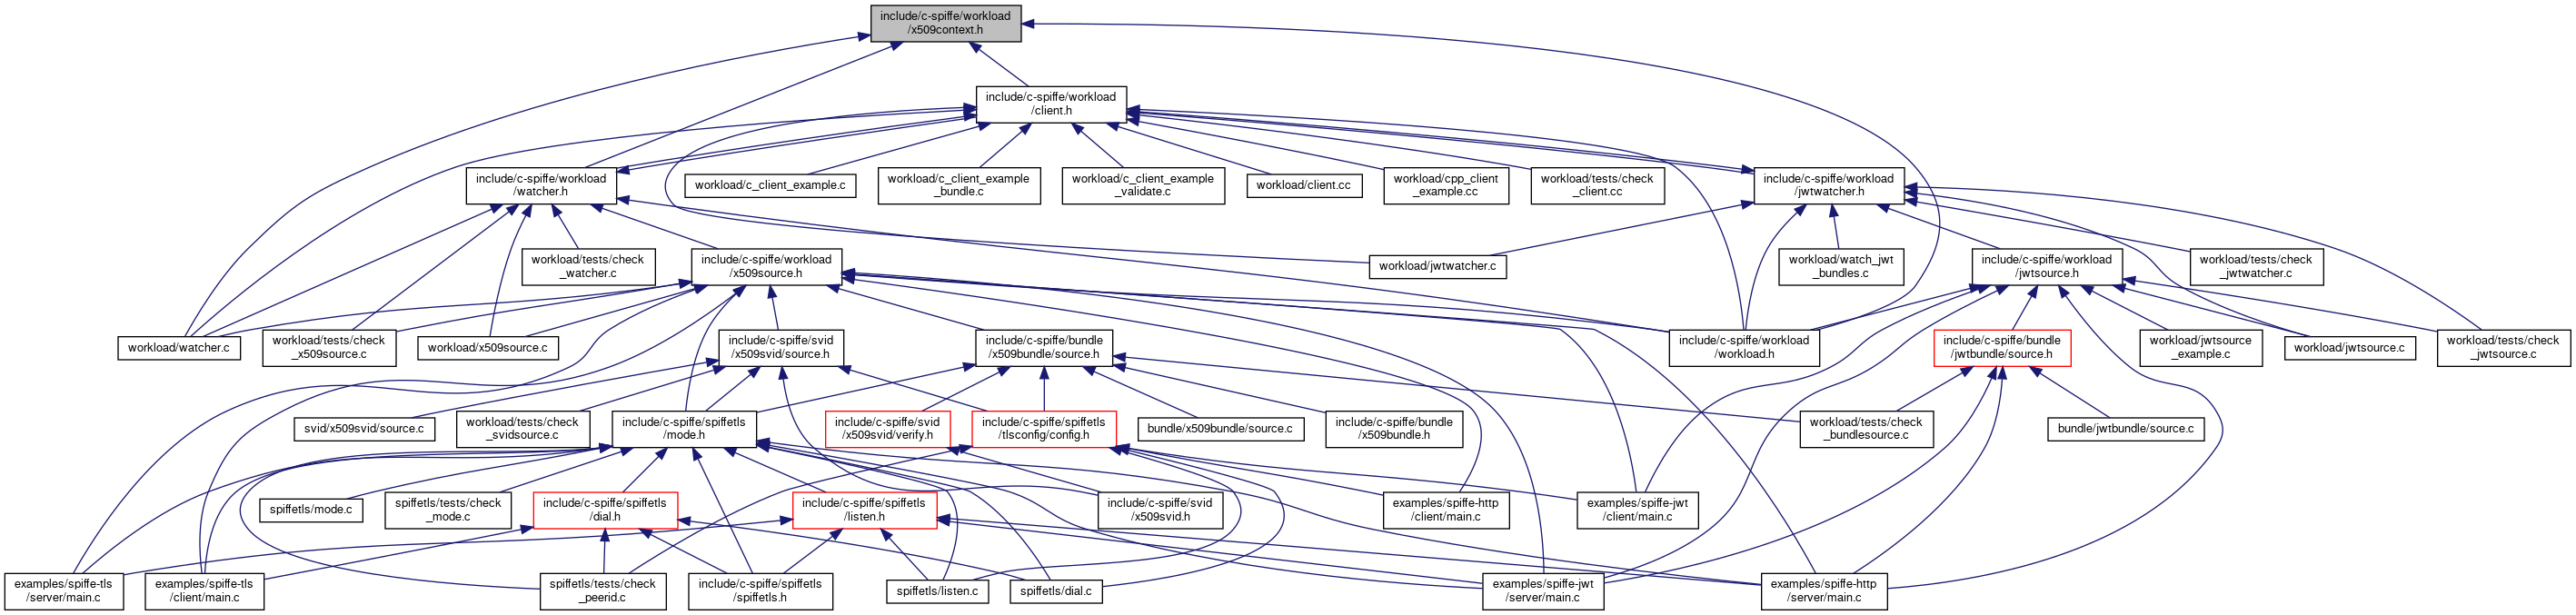 include/c-spiffe/workload
/x509context.h
include/c-spiffe/workload
/client.h
include/c-spiffe/workload
/watcher.h
workload/c_client_example.c
workload/c_client_example
_bundle.c
workload/c_client_example
_validate.c
workload/client.cc
workload/cpp_client
_example.cc
workload/tests/check
_client.cc
include/c-spiffe/workload
/jwtwatcher.h
workload/tests/check
_watcher.c
include/c-spiffe/workload
/x509source.h
workload/jwtwatcher.c
workload/watch_jwt
_bundles.c
include/c-spiffe/workload
/jwtsource.h
workload/tests/check
_jwtwatcher.c
workload/watcher.c
workload/tests/check
_x509source.c
workload/x509source.c
include/c-spiffe/svid
/x509svid/source.h
include/c-spiffe/bundle
/x509bundle/source.h
include/c-spiffe/workload
/workload.h
include/c-spiffe/bundle
/jwtbundle/source.h
workload/jwtsource
_example.c
workload/jwtsource.c
workload/tests/check
_jwtsource.c
svid/x509svid/source.c
workload/tests/check
_svidsource.c
include/c-spiffe/spiffetls
/mode.h
include/c-spiffe/svid
/x509svid/verify.h
include/c-spiffe/spiffetls
/tlsconfig/config.h
bundle/x509bundle/source.c
include/c-spiffe/bundle
/x509bundle.h
workload/tests/check
_bundlesource.c
bundle/jwtbundle/source.c
spiffetls/mode.c
spiffetls/tests/check
_mode.c
include/c-spiffe/spiffetls
/dial.h
include/c-spiffe/spiffetls
/listen.h
include/c-spiffe/svid
/x509svid.h
examples/spiffe-http
/client/main.c
examples/spiffe-jwt
/client/main.c
examples/spiffe-tls
/server/main.c
examples/spiffe-tls
/client/main.c
spiffetls/tests/check
_peerid.c
include/c-spiffe/spiffetls
/spiffetls.h
spiffetls/listen.c
spiffetls/dial.c
examples/spiffe-jwt
/server/main.c
examples/spiffe-http
/server/main.c